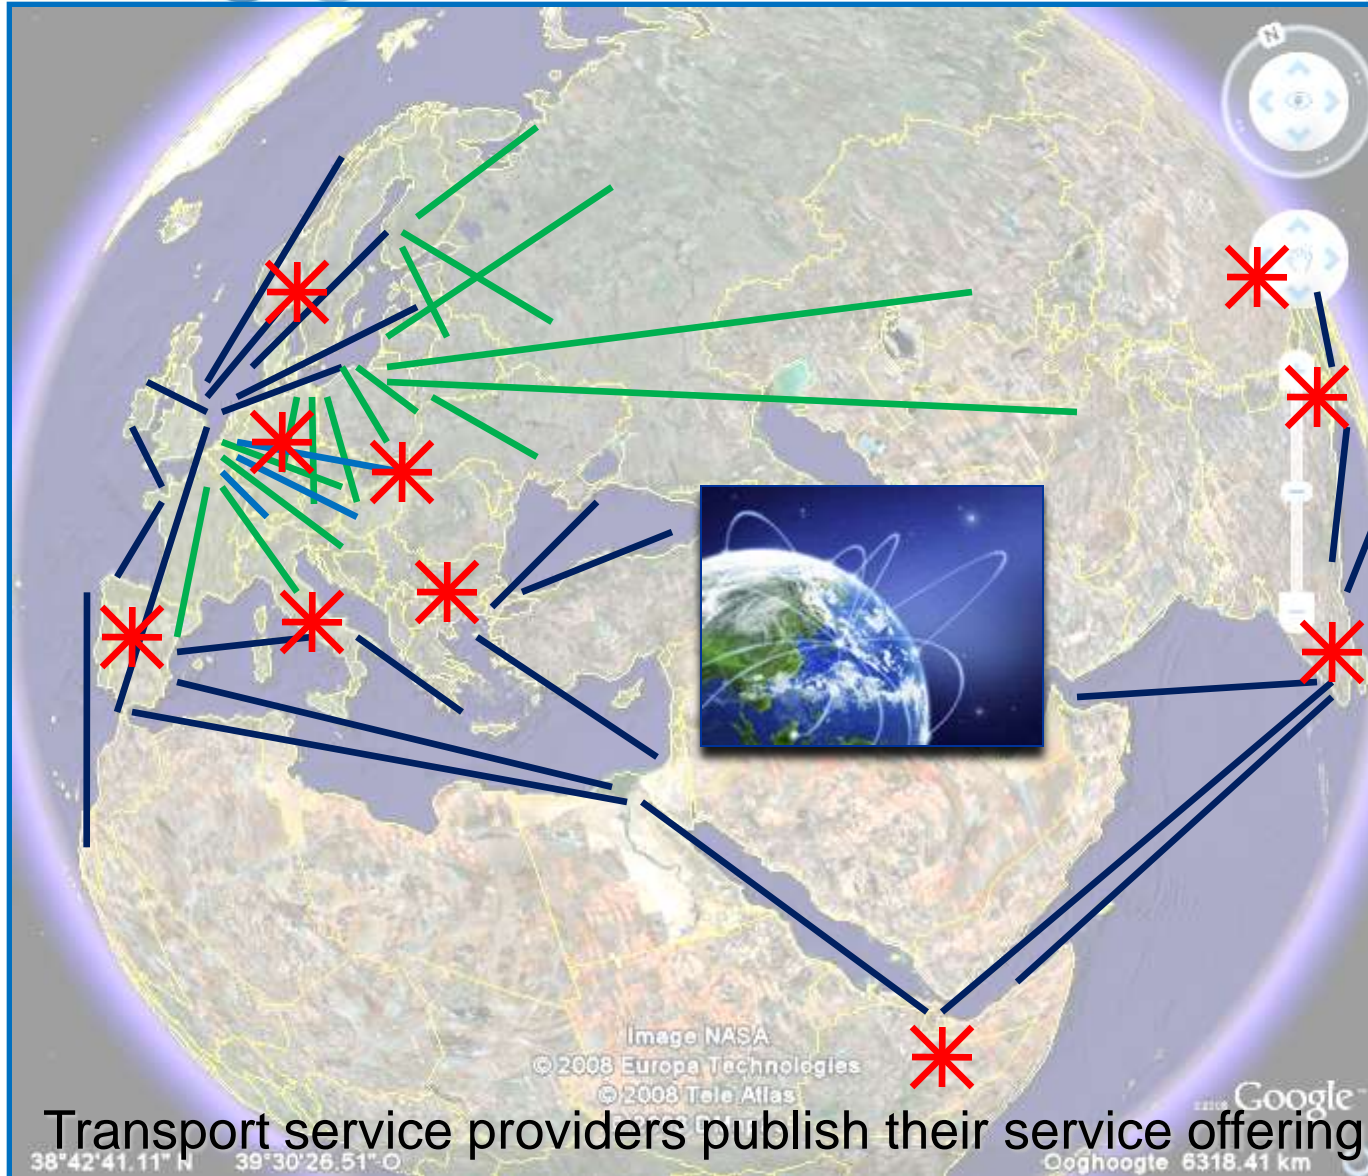 N
Image NASA
© 2008 Europa Technologies
© 2008 Tele Atlas
Google
Transport service providers publish their service offering
38°42'41.11" N 39°30'26.51" O
Ooghoogte 6318.41 km